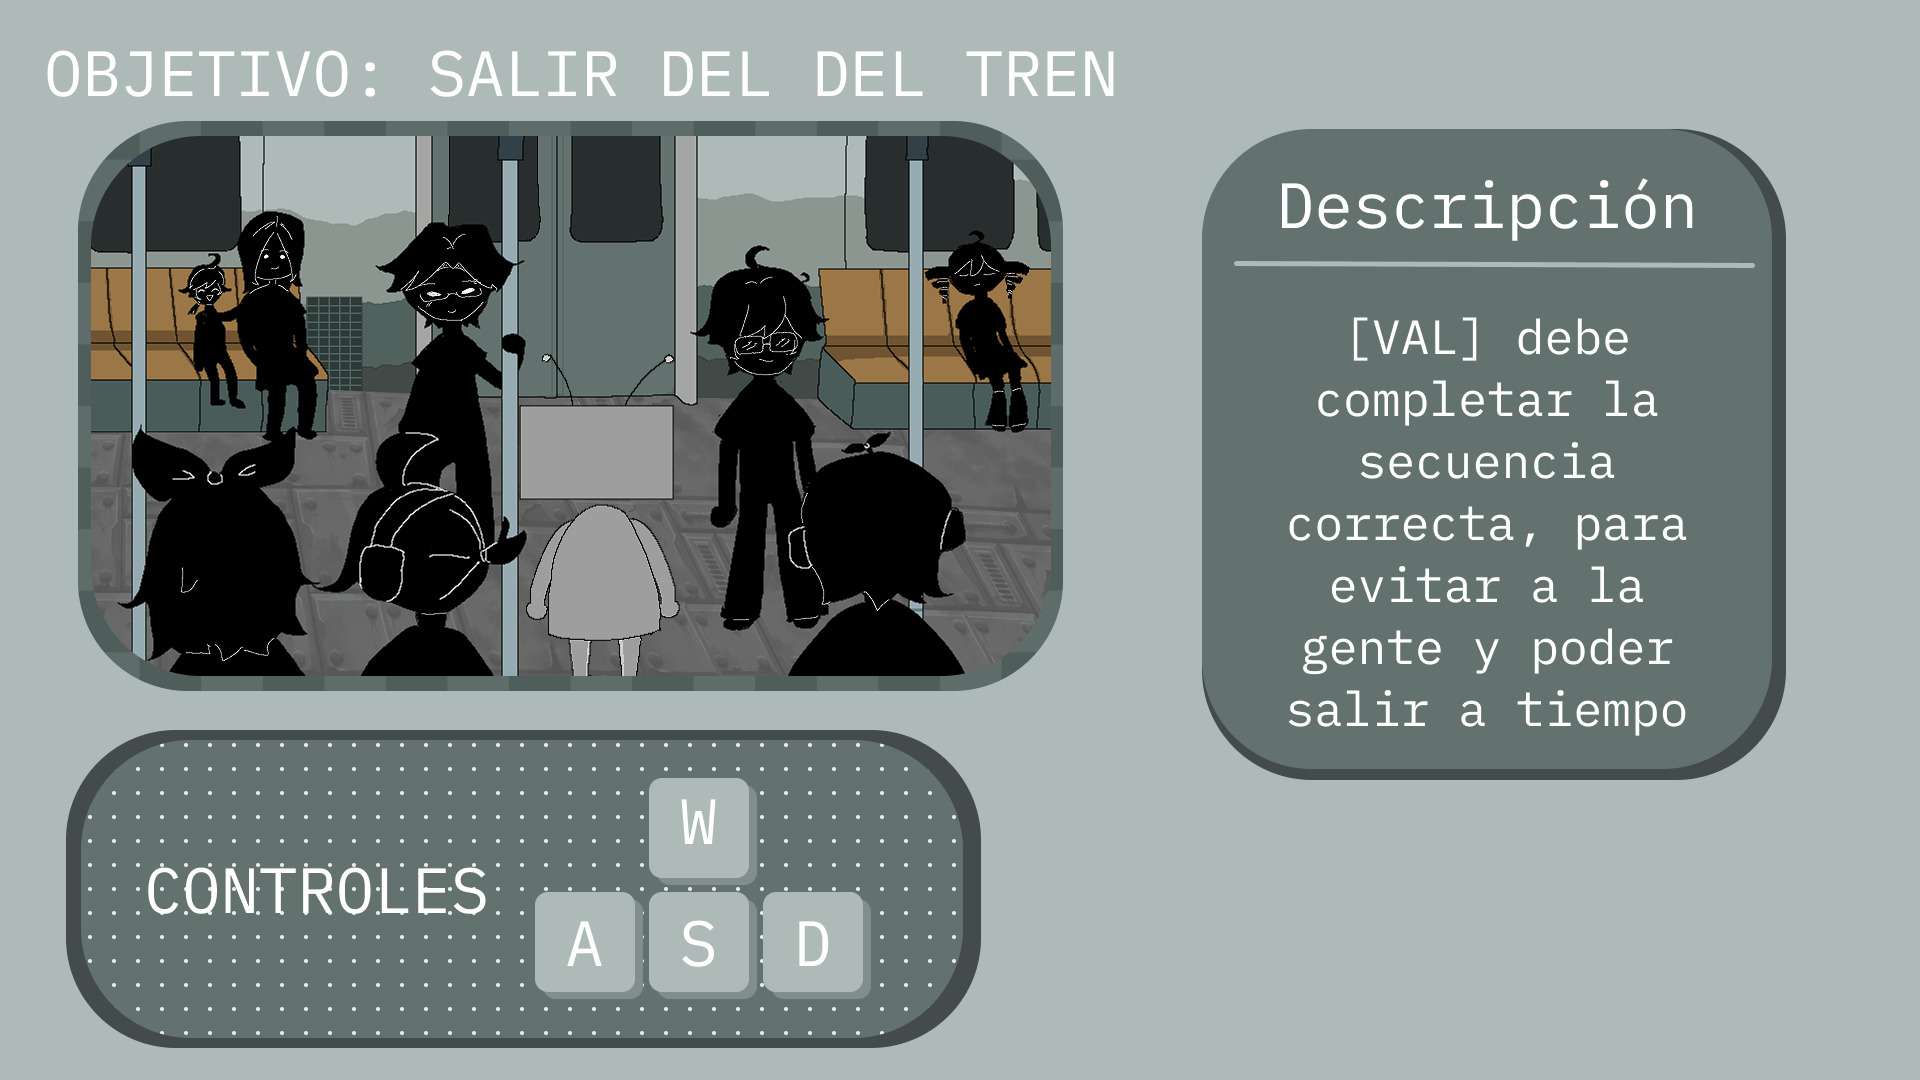 OBJETIVO: SALIR DEL DEL TREN
Descripción
[VAL] debe
completar la
secuencia
correcta, para
evitar a la
gente y poder
salir a tiempo
CONTROLES
W
A S D